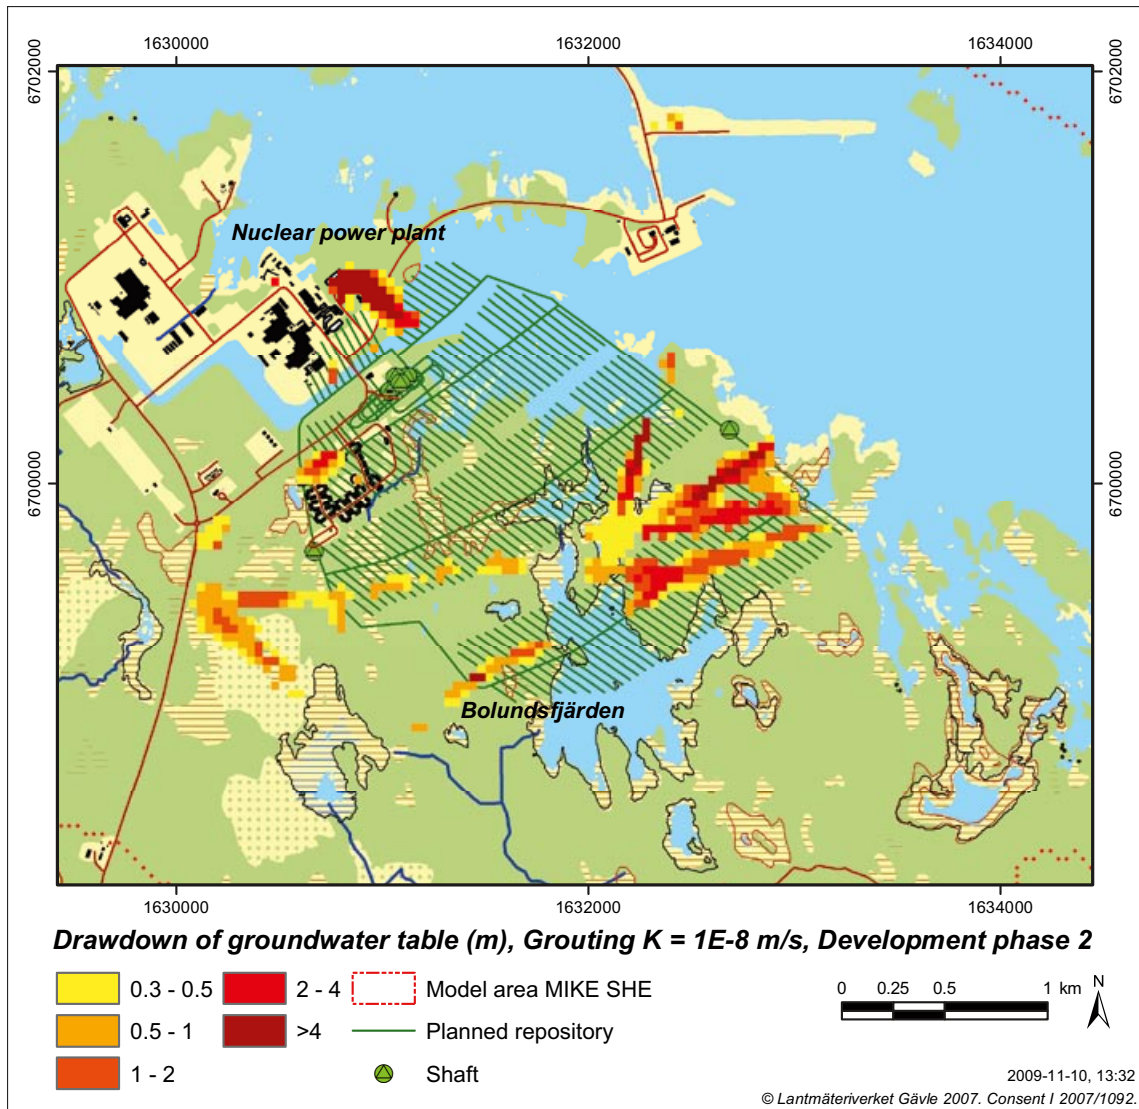 1630000 1632000 1634000
6702000 6702000
Nuclear power plant
6700000 6700000
Bolundsfjärden
1630000 1632000 1634000
Drawdown of groundwater table (m), Grouting K = 1E-8 m/s, Development phase 2
0.3 - 0.5 2 - 4 Model area MIKE SHE
0.5 - 1 >4 Planned repository
1 - 2 Shaft
0 0.25 0.5 1 km
N
2009-11-10, 13:32
© Lantmäteriverket Gävle 2007. Consent I 2007/1092.